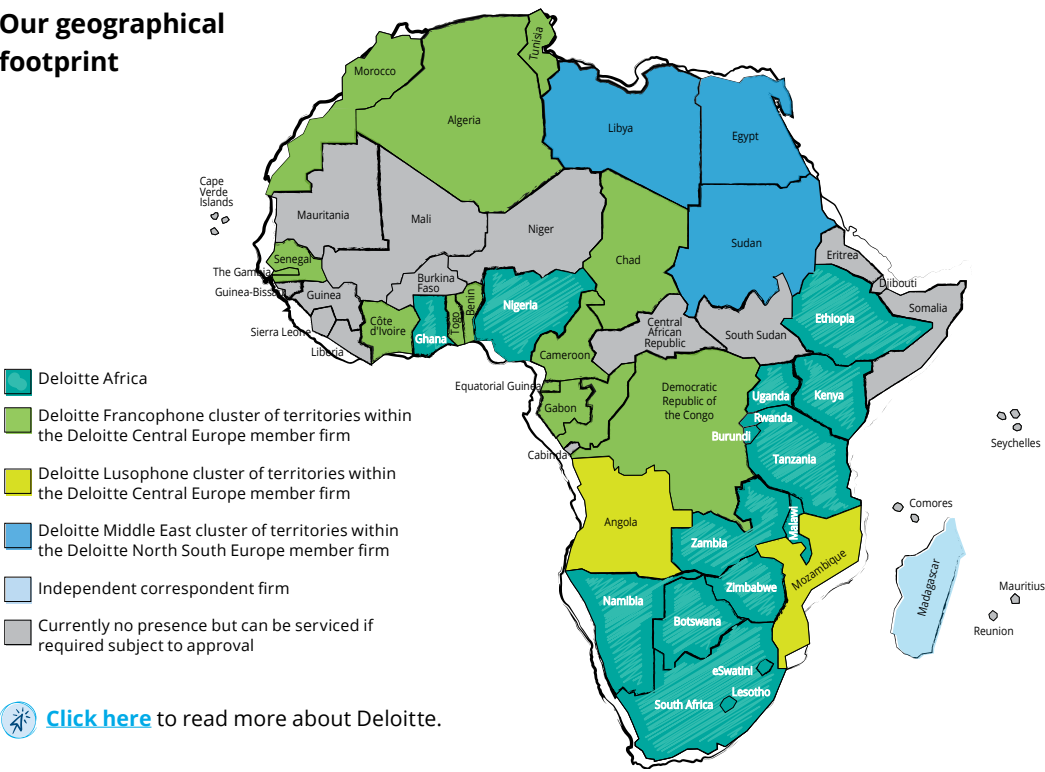 Our geographical
footprint
Tunisia
Morocco
Algeria
Libya
Egypt
Cape
Verde
Islands
Mauritania
Mali
Niger
Chad
Sudan
Eritrea
Djibouti
Somalia
Senegal
The Gambia
Guinea-Bissau
Guinea
Burkina
Faso
Benin
Togo
Nigeria
Côte
d'Ivoire
Ghana
Sierra Leone
Liberia
Central
African
Republic
South Sudan
Ethiopia
Cameroon
Equatorial Guinea
Gabon
Democratic
Republic of
the Congo
Uganda
Kenya
Rwanda
Burundi
Tanzania
Cabinda
Seychelles
Comores
Angola
Zambia
Malawi
Mozambique
Madagascar
Mauritius
Reunion
Namibia
Zimbabwe
Botswana
eSwatini
Lesotho
South Africa
Deloitte Africa
Deloitte Francophone cluster of territories within
the Deloitte Central Europe member firm
Deloitte Lusophone cluster of territories within
the Deloitte Central Europe member firm
Deloitte Middle East cluster of territories within
the Deloitte North South Europe member firm
Independent correspondent firm
Currently no presence but can be serviced if
required subject to approval
Click here to read more about Deloitte.